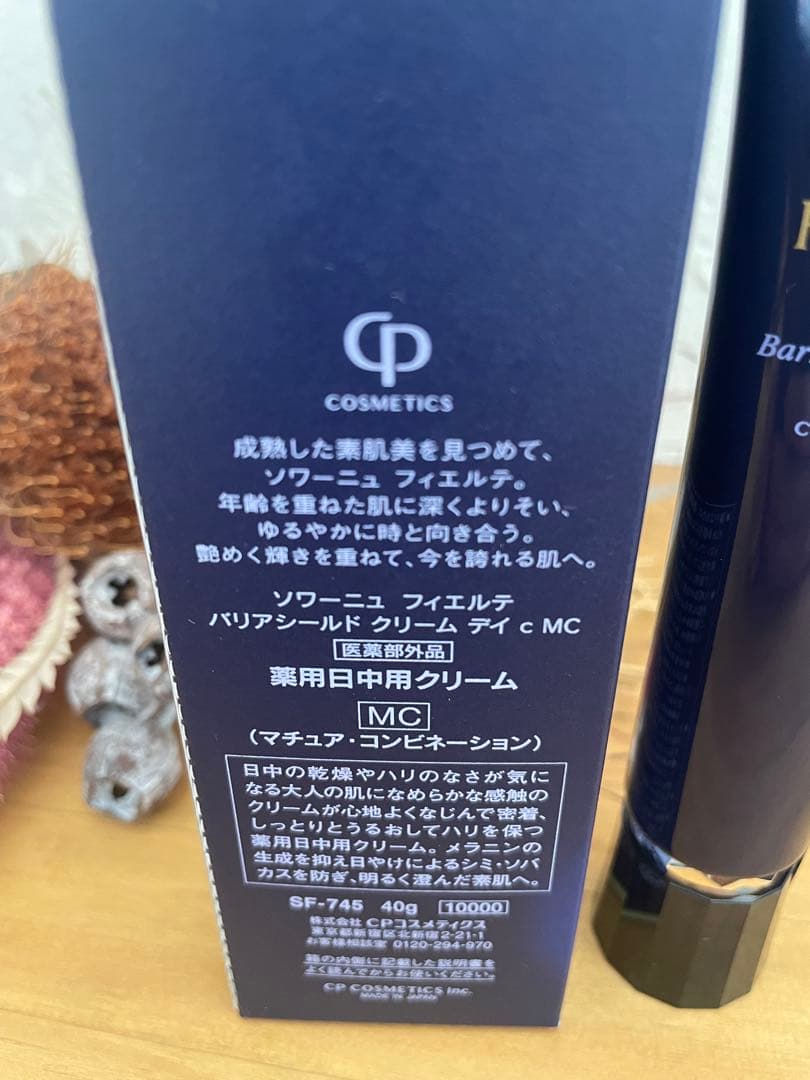 CP
COSMETICS
成熟した素肌美を見つめて、
ソワーニュ フィエルテ。
年齢を重ねた肌に深くよりそい、
ゆるやかに時と向き合う。
艶めく輝きを重ねて、今を誇れる肌へ。
ソワーニュ フィエルテ
バリアシールド クリーム デイ c MC
医薬部外品
薬用日中用クリーム
MC
(マチュア・コンビネーション)
日中の乾燥やハリのなさが気に
なる大人の肌になめらかな感触の
クリームが心地よくなじんで密着、
しっとりとうるおしてハリを保つ
薬用日中用クリーム。メラニンの
生成を抑え日やけによるシミ・ソバ
カスを防ぎ、明るく澄んだ素肌へ。
SF-745 40g 10000
株式会社 CPコスメティクス
東京都新宿区北新宿2-21-1
お客様相談室 0120-294-970
箱の内側に記載した説明書を
よく読んでからお使いください。
CP COSMETICS Inc.
MADE IN JAPAN
Bar
c